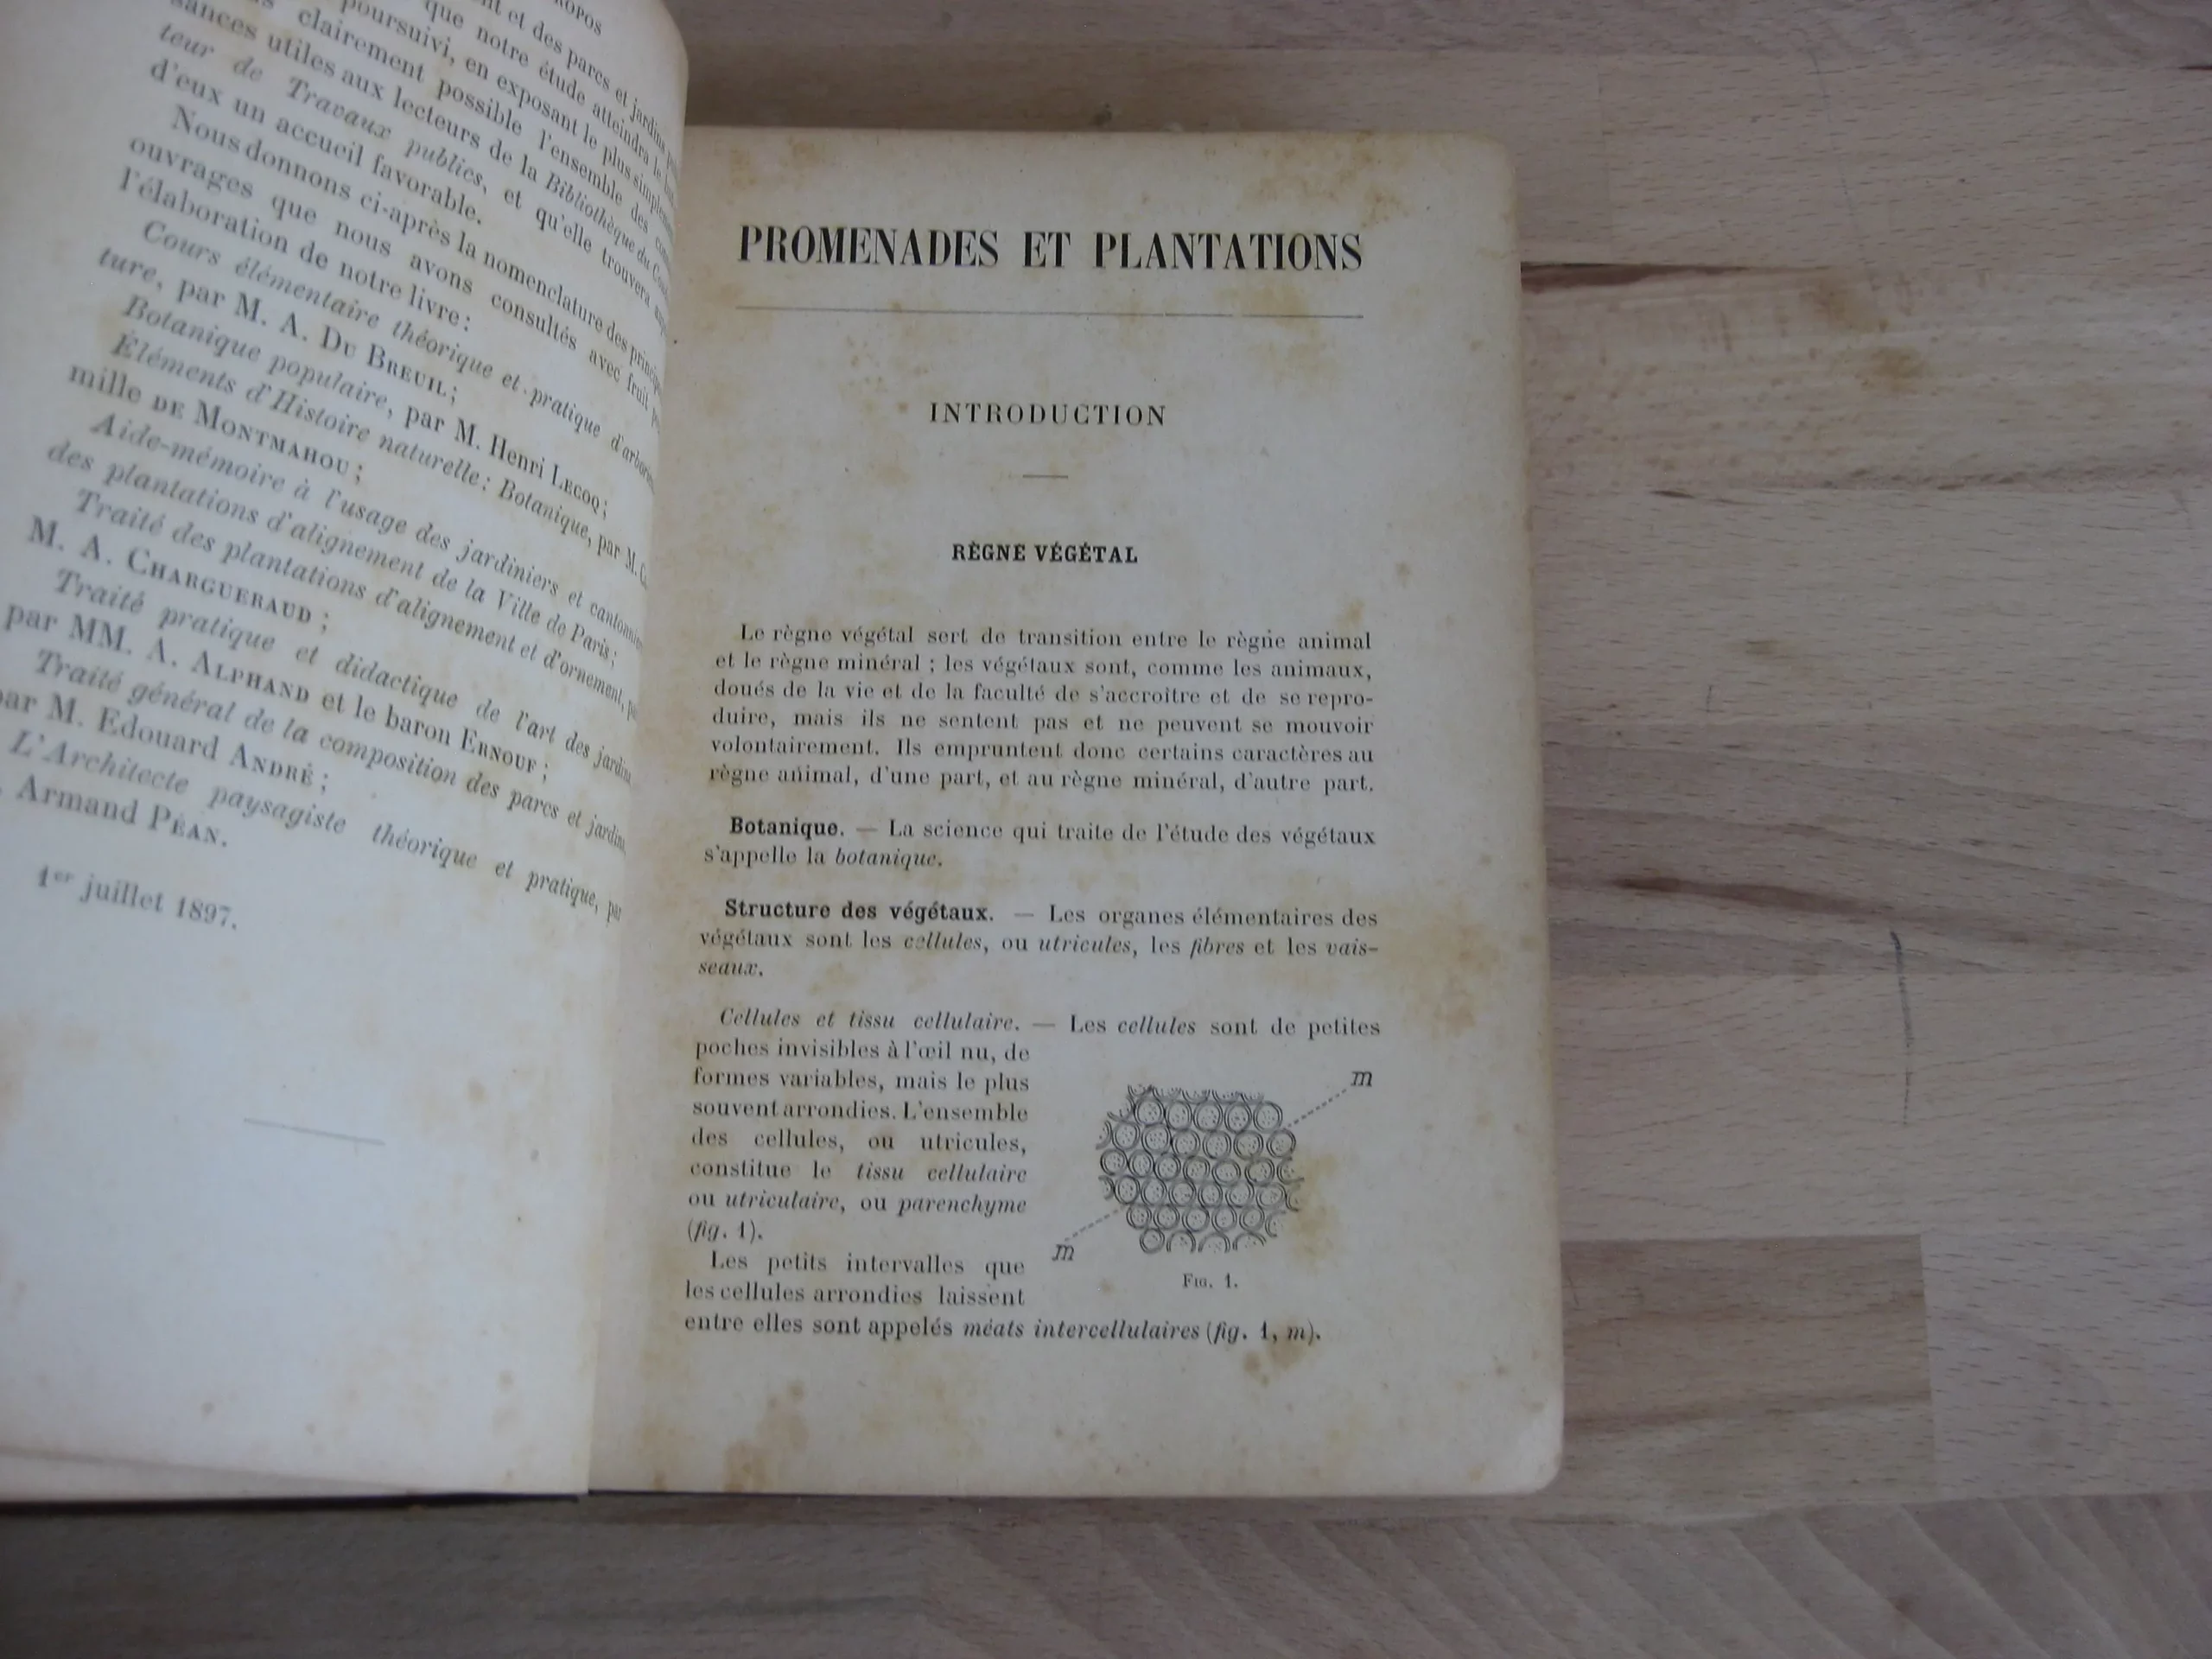 et des parcs et jardins
que notre étude atteindra le
poursuivi, en exposant le plus
clairement possible l'ensemble des
sances utiles aux lecteurs de la Bibliothèque du
teur de Travaux publics, et qu'elle trouvera
d'eux un accueil favorable.
Nous donnons ci-après la nomenclature des
ouvrages que nous avons consultés avec fruit
l'élaboration de notre livre:
Cours élémentaire théorique et pratique
ture, par M. A. DU BREUIL;
Botanique populaire, par M. Henri LECOQ;
Éléments d'Histoire naturelle: Botanique, par M.
mille DE MONTMAHOU;
Aide-mémoire à l'usage des jardiniers et
des plantations d'alignement de la Ville de Paris;
Traité des plantations d'alignement et d'ornement,
M. A. CHARGUERAUD;
Traité pratique et didactique de l'art des
par MM. A. ALPHAND et le baron ERNOUF;
Traité général de la composition des parcs et
M. Edouard ANDRÉ;
L'Architecte paysagiste théorique et pratique,
Armand PÉAN.
1er juillet 1897.
PROMENADES ET PLANTATIONS
INTRODUCTION
RÈGNE VÉGÉTAL
Le règne végétal sert de transition entre le règne animal
et le règne minéral; les végétaux sont, comme les animaux,
doués de la vie et de la faculté de s'accroître et de se repro-
duire, mais ils ne sentent pas et ne peuvent se mouvoir
volontairement. Ils empruntent donc certains caractères au
règne animal, d'une part, et au règne minéral, d'autre part.
Botanique. — La science qui traite de l'étude des végétaux
s'appelle la botanique.
Structure des végétaux. — Les organes élémentaires des
végétaux sont les cellules, ou utricules, les fibres et les vais-
seaux.
Cellules et tissu cellulaire. — Les cellules sont de petites
poches invisibles à l'œil nu, de
formes variables, mais le plus
souvent arrondies. L'ensemble
des cellules, ou utricules,
constitue le tissu cellulaire
ou utriculaire, ou parenchyme
(fig. 1).
m
m
FIG. 1.
Les petits intervalles que
les cellules arrondies laissent
entre elles sont appelés méats intercellulaires (fig. 1, m).